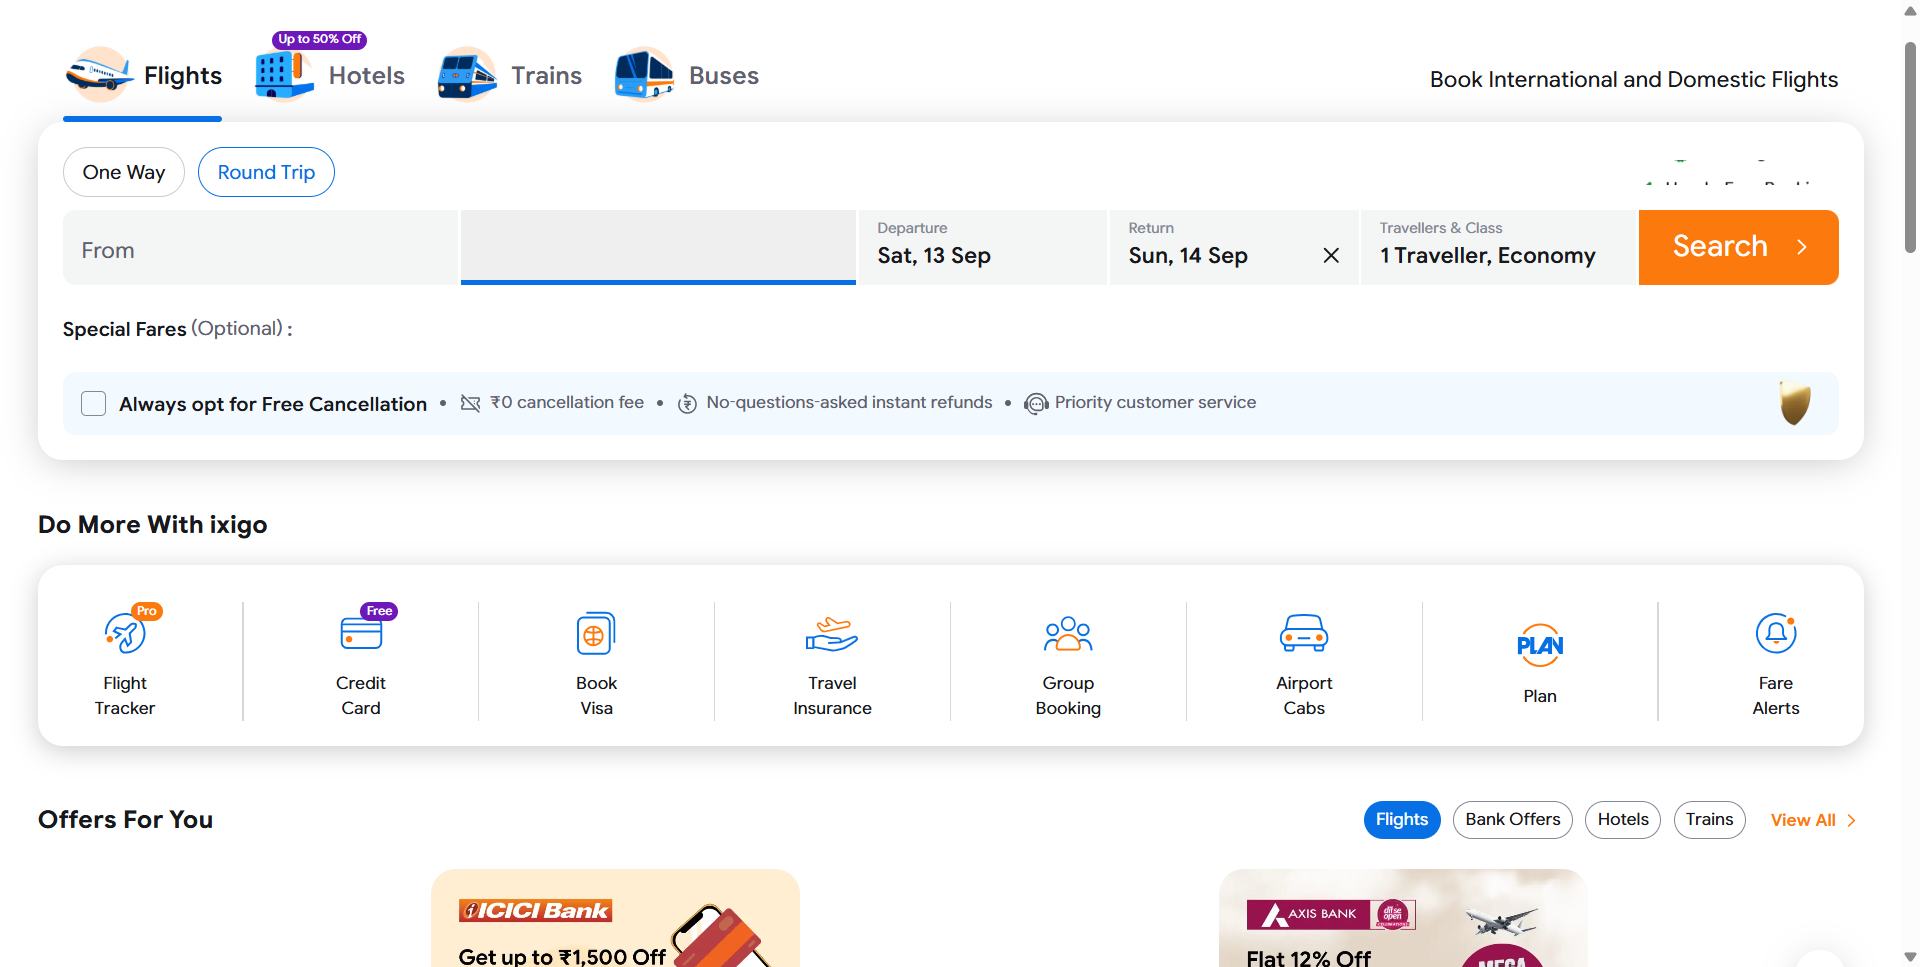 Up to 50% Off
Flights
Hotels
Trains
Buses
Book International and Domestic Flights
One Way
Round Trip
From
Departure
Sat, 13 Sep
Return
Sun, 14 Sep
Travellers & Class
1 Traveller, Economy
Search
Special Fares (Optional) :
Always opt for Free Cancellation • ₹0 cancellation fee • No-questions-asked instant refunds • Priority customer service
Do More With ixigo
Pro
Flight
Tracker
Free
Credit
Card
Book
Visa
Travel
Insurance
Group
Booking
Airport
Cabs
PLAN
Plan
Fare
Alerts
Offers For You
Flights
Bank Offers
Hotels
Trains
View All
ICICI Bank
Get up to ₹1,500 Off
AXIS BANK
dil se
open
Flat 12% Off
MEGA